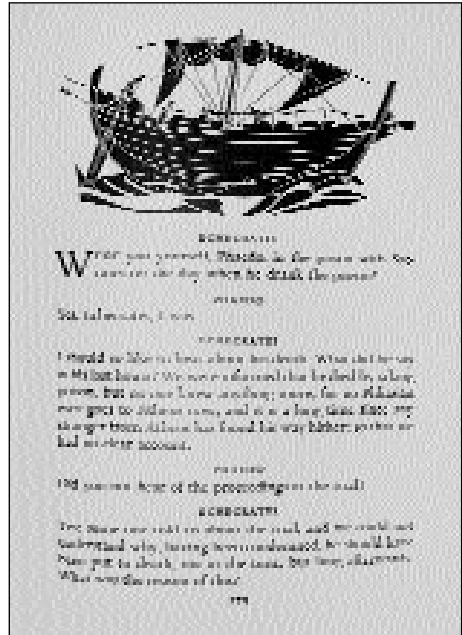 ECHECRATES
WERE you yourself, Phaedo, in the prison with Soc-
rates on the day when he drank the poison?
PHAEDO
Yes, Echecrates, I was.
ECHECRATES
I should so like to hear about his death. What did he say
in his last hours? We were informed that he died by taking
poison, but no one knew anything more; for no Phliasian
ever goes to Athens now, and it is a long time since any
stranger from Athens has found his way hither; so that we
had no clear account.
PHAEDO
Did you not hear of the proceedings at the trial?
ECHECRATES
Yes; some one told us about the trial, and we could not
understand why, having been condemned, he should have
been put to death, not at the time, but long afterwards.
What was the reason of this?